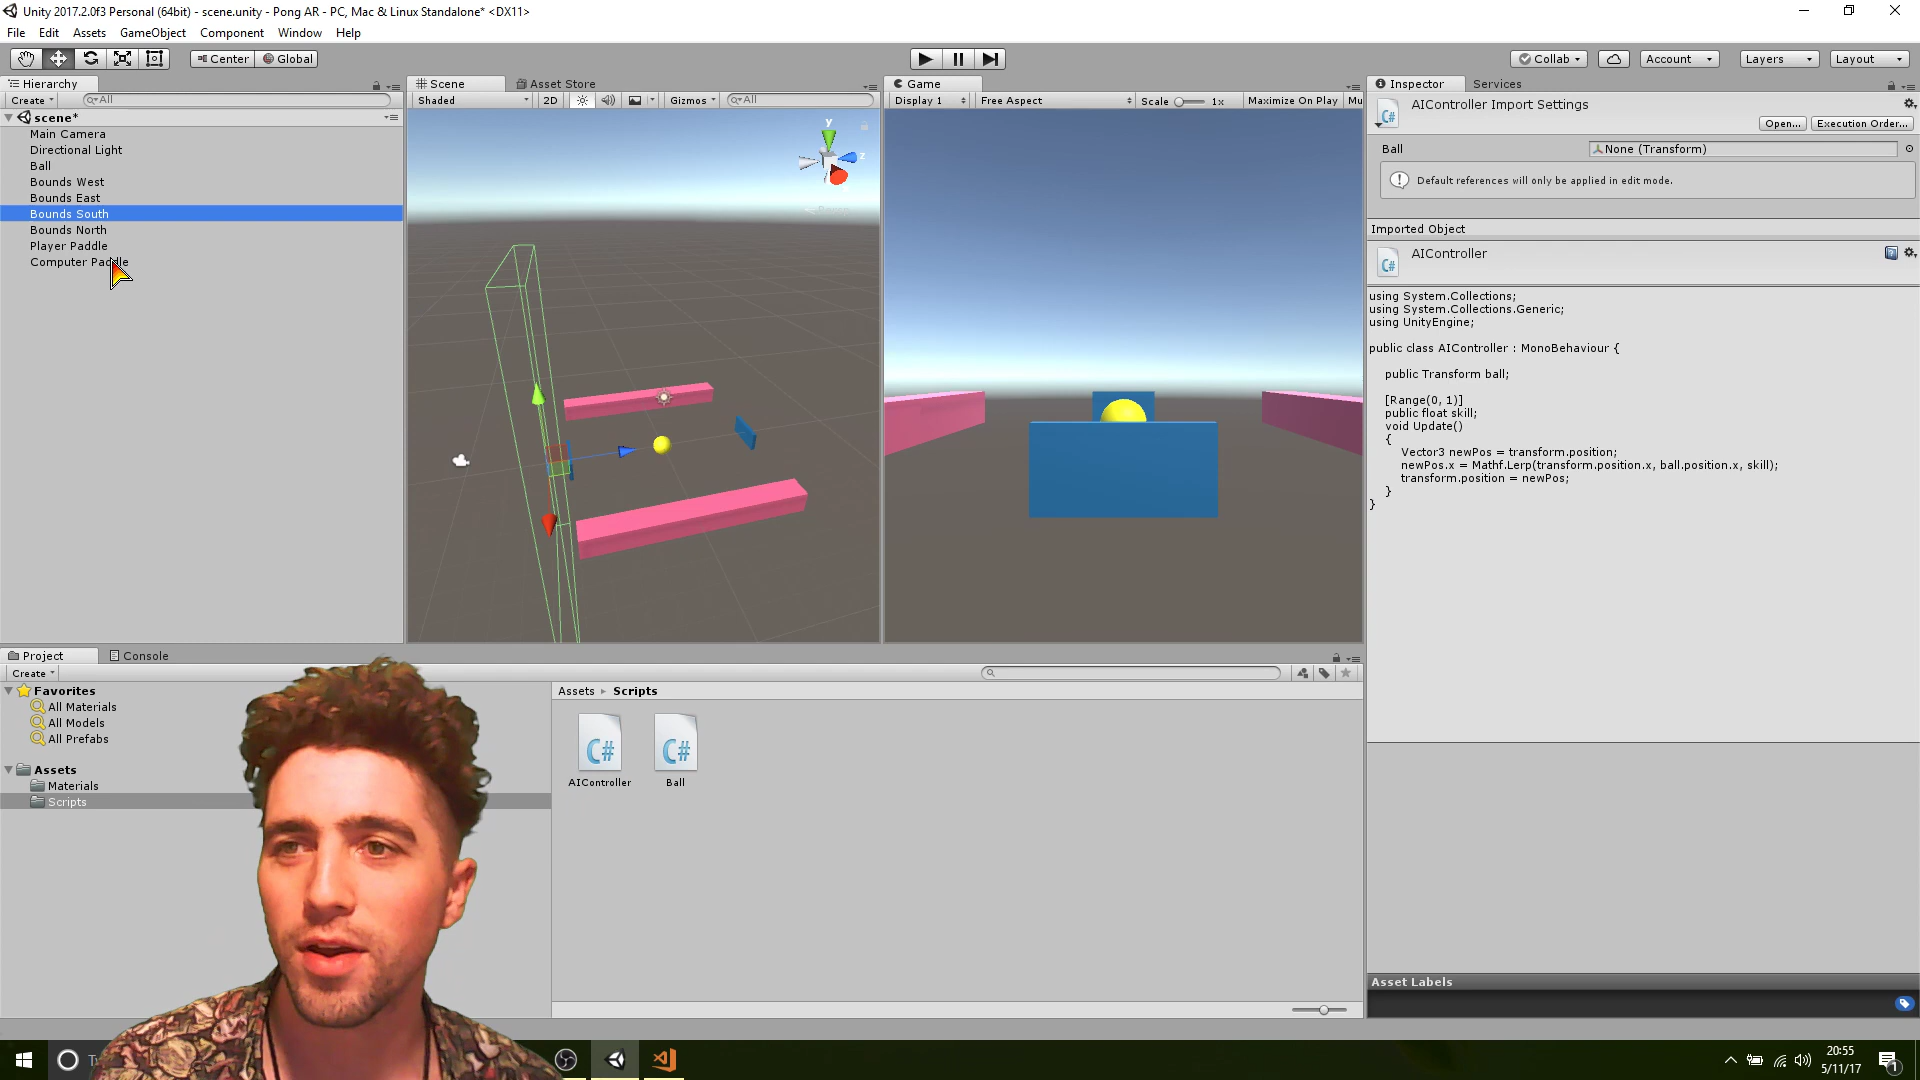 Unity 2017.2.0f3 Personal (64bit) - scene.unity - Pong AR - PC, Mac & Linux Standalone* <DX11>
File Edit Assets GameObject Component Window Help
Center Global Collab Account Layers Layout
Hierarchy
Create All
scene*
Main Camera
Directional Light
Ball
Bounds West
Bounds East
Bounds South
Bounds North
Player Paddle
Computer Paddle
Scene Asset Store
Shaded 2D Gizmos All
y
z
Persp
Game
Display 1 Free Aspect Scale 1x Maximize On Play Mu
Inspector Services
AIController Import Settings
Open... Execution Order...
Ball None (Transform)
Default references will only be applied in edit mode.
Imported Object
AIController
using System.Collections;
using System.Collections.Generic;
using UnityEngine;
public class AIController : MonoBehaviour {
public Transform ball;
[Range(0, 1)]
public float skill;
void Update()
{
Vector3 newPos = transform.position;
newPos.x = Mathf.Lerp(transform.position.x, ball.position.x, skill);
transform.position = newPos;
}
}
Project Console
Create
Favorites
All Materials
All Models
All Prefabs
Assets
Materials
Scripts
Assets Scripts
C# C#
AIController Ball
Asset Labels
20:55
5/11/17
1